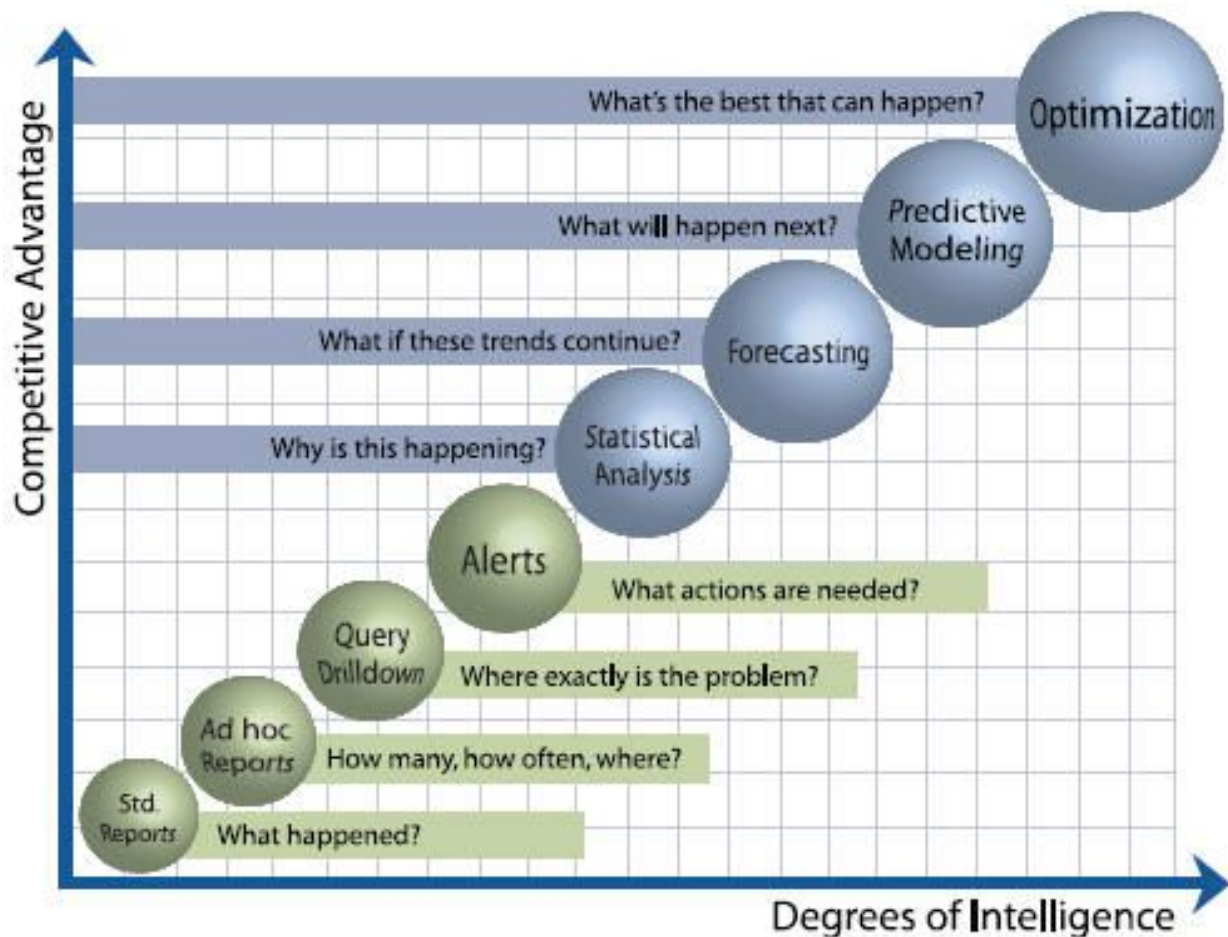 Competitive Advantage
What's the best that can happen?
Optimization
What will happen next?
Predictive
Modeling
What if these trends continue?
Forecasting
Why is this happening?
Statistical
Analysis
Alerts
What actions are needed?
Query
Drilldown
Where exactly is the problem?
Ad hoc
Reports
How many, how often, where?
Std.
Reports
What happened?
Degrees of Intelligence